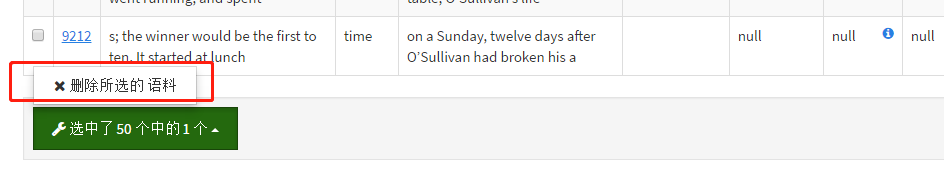 went running, and spent
table, O'Sullivan's life
9212
s; the winner would be the first to
ten. It started at lunch
time
on a Sunday, twelve days after
O'Sullivan had broken his a
null
null
null
删除所选的 语料
选中了 50 个中的 1 个